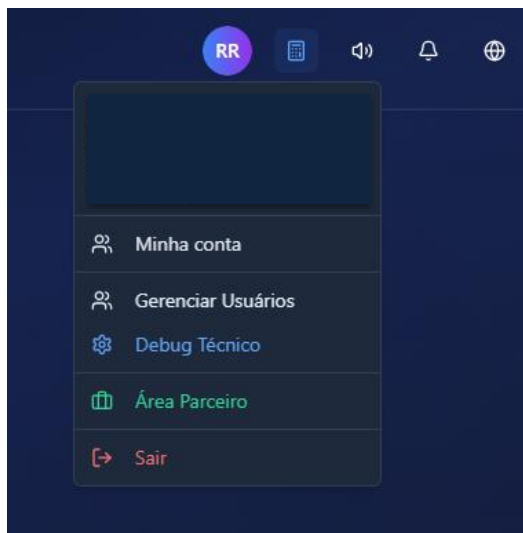 RR
Minha conta
Gerenciar Usuários
Debug Técnico
Área Parceiro
Sair